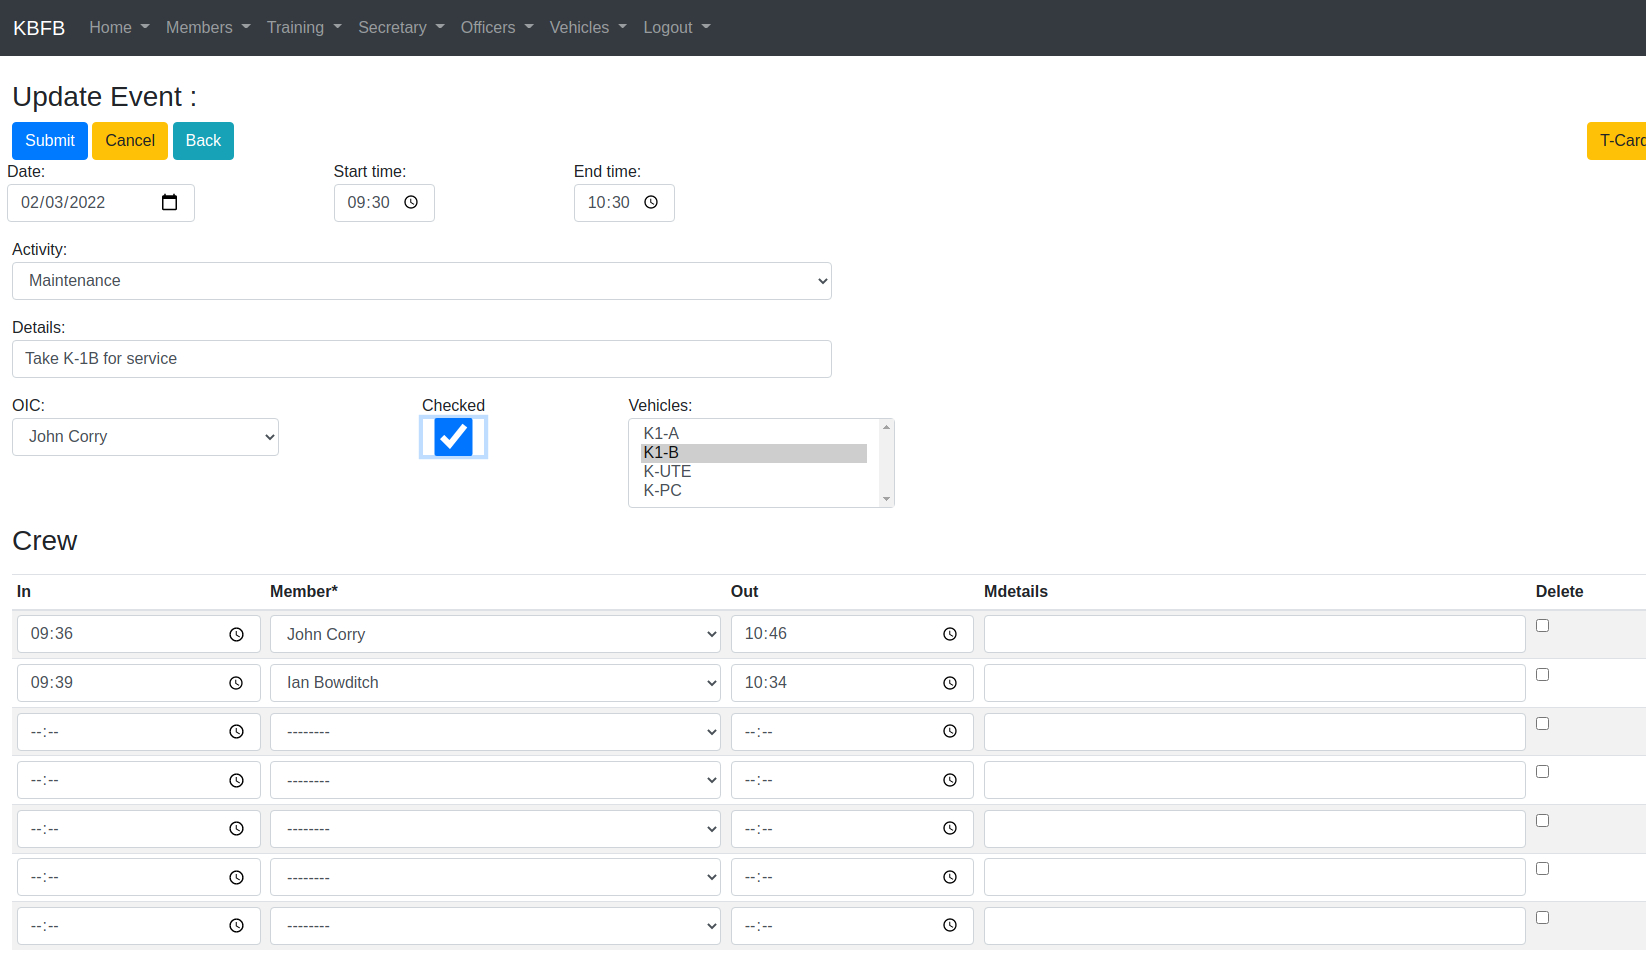 KBFB Home Members Training Secretary Officers Vehicles Logout
Update Event :
Submit Cancel Back T-Card
Date: Start time: End time:
02/03/2022 09:30 10:30
Activity:
Maintenance
Details:
Take K-1B for service
OIC: Checked Vehicles:
John Corry
K1-A
K1-B
K-UTE
K-PC
Crew
In Member* Out Mdetails Delete
09:36 John Corry 10:46
09:39 Ian Bowditch 10:34
--:-- -------- --:--
--:-- -------- --:--
--:-- -------- --:--
--:-- -------- --:--
--:-- -------- --:--